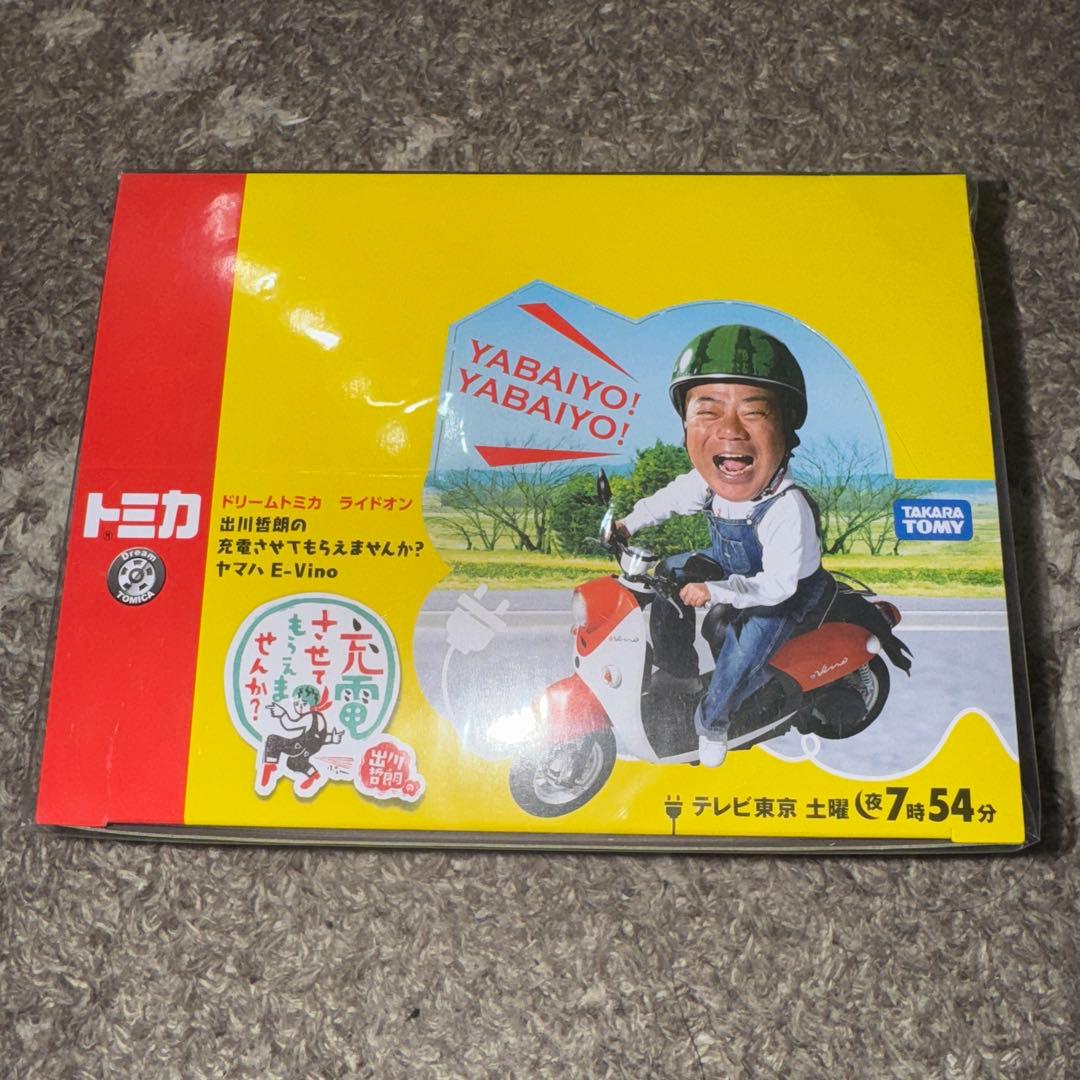 YABAIYO!
YABAIYO!
トミカ
Dream
TOMICA
ドリームトミカ ライドオン
出川哲朗の
充電させてもらえませんか?
ヤマハ E-Vino
TAKARA
TOMY
充電
させて
もらえま
せんか?
出川
哲朗の
Vino
Vino
テレビ東京 土曜 夜7時54分